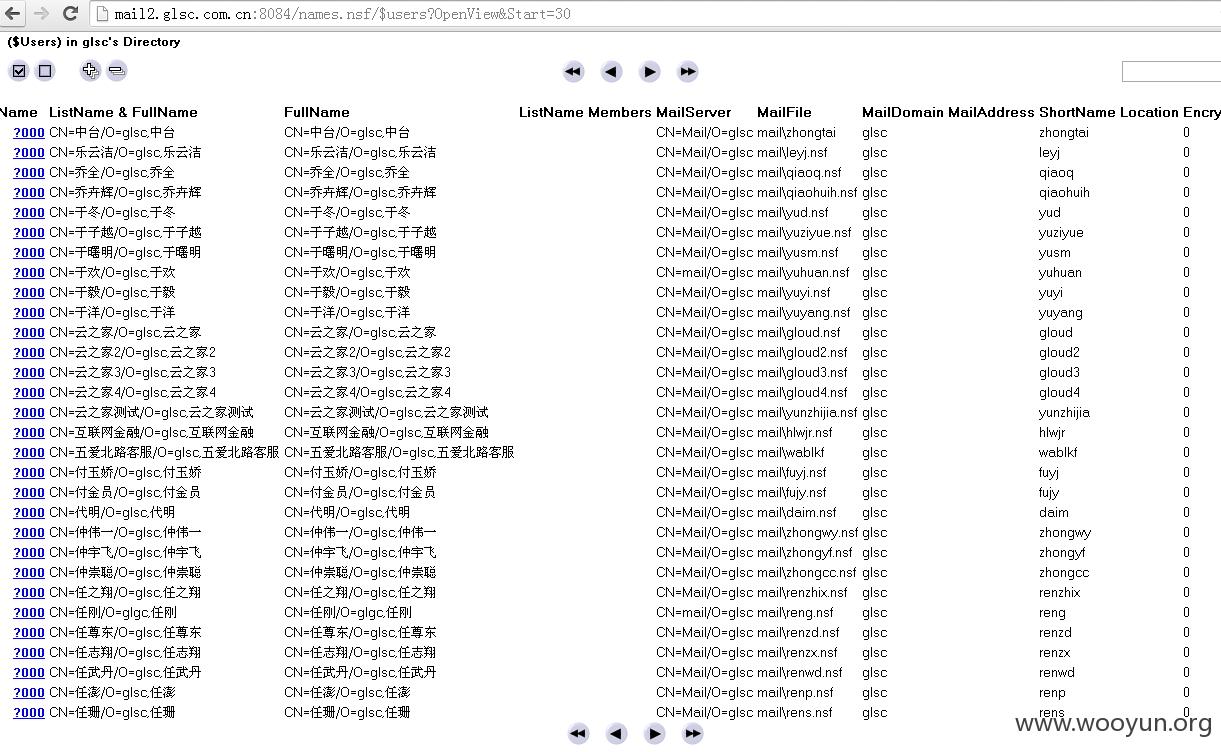 mail2.glsc.com.cn:8084/names.nsf/$users?OpenView&Start=30
($Users) in glsc's Directory
Name ListName & FullName FullName ListName Members MailServer MailFile MailDomain MailAddress ShortName Location Encry
?000 CN=中台/O=glsc,中台 CN=中台/O=glsc,中台 CN=Mail/O=glsc mail\zhongtai glsc zhongtai 0
?000 CN=乐云洁/O=glsc,乐云洁 CN=乐云洁/O=glsc,乐云洁 CN=Mail/O=glsc mail\leyj.nsf glsc leyj 0
?000 CN=乔全/O=glsc,乔全 CN=乔全/O=glsc,乔全 CN=Mail/O=glsc mail\qiaoq.nsf glsc qiaoq 0
?000 CN=乔卉辉/O=glsc,乔卉辉 CN=乔卉辉/O=glsc,乔卉辉 CN=Mail/O=glsc mail\qiaohuih.nsf glsc qiaohuih 0
?000 CN=于冬/O=glsc,于冬 CN=于冬/O=glsc,于冬 CN=Mail/O=glsc mail\yud.nsf glsc yud 0
?000 CN=于子越/O=glsc,于子越 CN=于子越/O=glsc,于子越 CN=Mail/O=glsc mail\yuziyue.nsf glsc yuziyue 0
?000 CN=于曙明/O=glsc,于曙明 CN=于曙明/O=glsc,于曙明 CN=Mail/O=glsc mail\yusm.nsf glsc yusm 0
?000 CN=于欢/O=glsc,于欢 CN=于欢/O=glsc,于欢 CN=mail/O=glsc mail\yuhuan.nsf glsc yuhuan 0
?000 CN=于毅/O=glsc,于毅 CN=于毅/O=glsc,于毅 CN=Mail/O=glsc mail\yuyi.nsf glsc yuyi 0
?000 CN=于洋/O=glsc,于洋 CN=于洋/O=glsc,于洋 CN=Mail/O=glsc mail\yuyang.nsf glsc yuyang 0
?000 CN=云之家/O=glsc,云之家 CN=云之家/O=glsc,云之家 CN=Mail/O=glsc mail\gloud.nsf glsc gloud 0
?000 CN=云之家2/O=glsc,云之家2 CN=云之家2/O=glsc,云之家2 CN=Mail/O=glsc mail\gloud2.nsf glsc gloud2 0
?000 CN=云之家3/O=glsc,云之家3 CN=云之家3/O=glsc,云之家3 CN=Mail/O=glsc mail\gloud3.nsf glsc gloud3 0
?000 CN=云之家4/O=glsc,云之家4 CN=云之家4/O=glsc,云之家4 CN=Mail/O=glsc mail\gloud4.nsf glsc gloud4 0
?000 CN=云之家测试/O=glsc,云之家测试 CN=云之家测试/O=glsc,云之家测试 CN=Mail/O=glsc mail\yunzhijia.nsf glsc yunzhijia 0
?000 CN=互联网金融/O=glsc,互联网金融 CN=互联网金融/O=glsc,互联网金融 CN=Mail/O=glsc mail\hlwjr.nsf glsc hlwjr 0
?000 CN=五爱北路客服/O=glsc,五爱北路客服 CN=五爱北路客服/O=glsc,五爱北路客服 CN=Mail/O=glsc mail\wablkf glsc wablkf 0
?000 CN=付玉娇/O=glsc,付玉娇 CN=付玉娇/O=glsc,付玉娇 CN=Mail/O=glsc mail\fuyj.nsf glsc fuyj 0
?000 CN=付金员/O=glsc,付金员 CN=付金员/O=glsc,付金员 CN=Mail/O=glsc mail\fujy.nsf glsc fujy 0
?000 CN=代明/O=glsc,代明 CN=代明/O=glsc,代明 CN=Mail/O=glsc mail\daim.nsf glsc daim 0
?000 CN=仲伟一/O=glsc,仲伟一 CN=仲伟一/O=glsc,仲伟一 CN=Mail/O=glsc mail\zhongwy.nsf glsc zhongwy 0
?000 CN=仲宇飞/O=glsc,仲宇飞 CN=仲宇飞/O=glsc,仲宇飞 CN=Mail/O=glsc mail\zhongyf.nsf glsc zhongyf 0
?000 CN=仲崇聪/O=glsc,仲崇聪 CN=仲崇聪/O=glsc,仲崇聪 CN=Mail/O=glsc mail\zhongcc.nsf glsc zhongcc 0
?000 CN=任之翔/O=glsc,任之翔 CN=任之翔/O=glsc,任之翔 CN=Mail/O=glsc mail\renzhix.nsf glsc renzhix 0
?000 CN=任刚/O=glgc,任刚 CN=任刚/O=glsc,任刚 CN=mail/O=glsc mail\reng.nsf glsc reng 0
?000 CN=任尊东/O=glsc,任尊东 CN=任尊东/O=glsc,任尊东 CN=Mail/O=glsc mail\renzd.nsf glsc renzd 0
?000 CN=任志翔/O=glsc,任志翔 CN=任志翔/O=glsc,任志翔 CN=Mail/O=glsc mail\renzx.nsf glsc renzx 0
?000 CN=任武丹/O=glsc,任武丹 CN=任武丹/O=glsc,任武丹 CN=Mail/O=glsc mail\renwd.nsf glsc renwd 0
?000 CN=任澎/O=glsc,任澎 CN=任澎/O=glsc,任澎 CN=Mail/O=glsc mail\renp.nsf glsc renp 0
?000 CN=任珊/O=glsc,任珊 CN=任珊/O=glsc,任珊 CN=Mail/O=glsc mail\rens.nsf glsc rens 0
www.wooyun.org